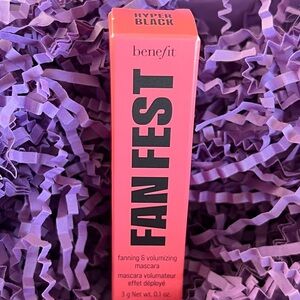 HYPER
BLACK
benefit
FAN FEST
fanning & volumizing
mascara
mascara volumateur
effet déployé
3 g Net wt. 0.1 oz.